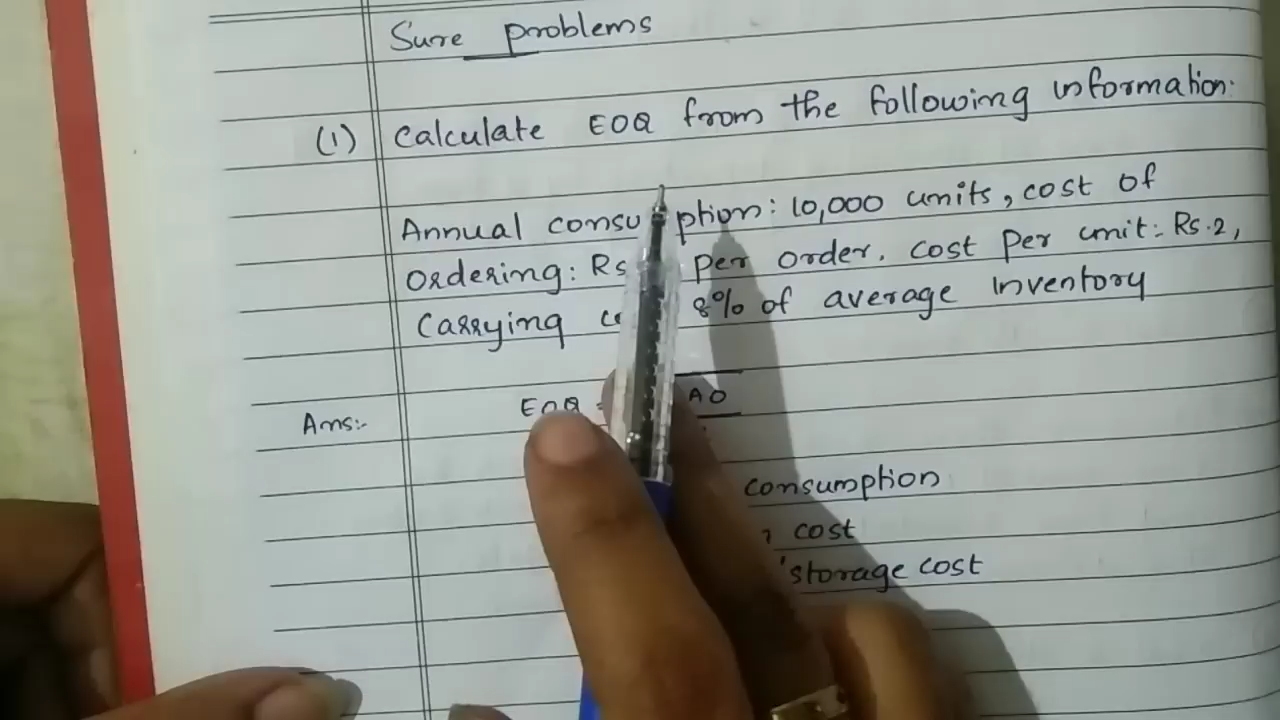 Sure problems
(1) Calculate EOQ from the following information.
Annual consu ption: 10,000 units, cost of
Ordering: Rs per order. cost per unit: Rs.2,
Carrying 8% of average inventory
Ans:- EOQ = AO
consumption
cost
storage cost